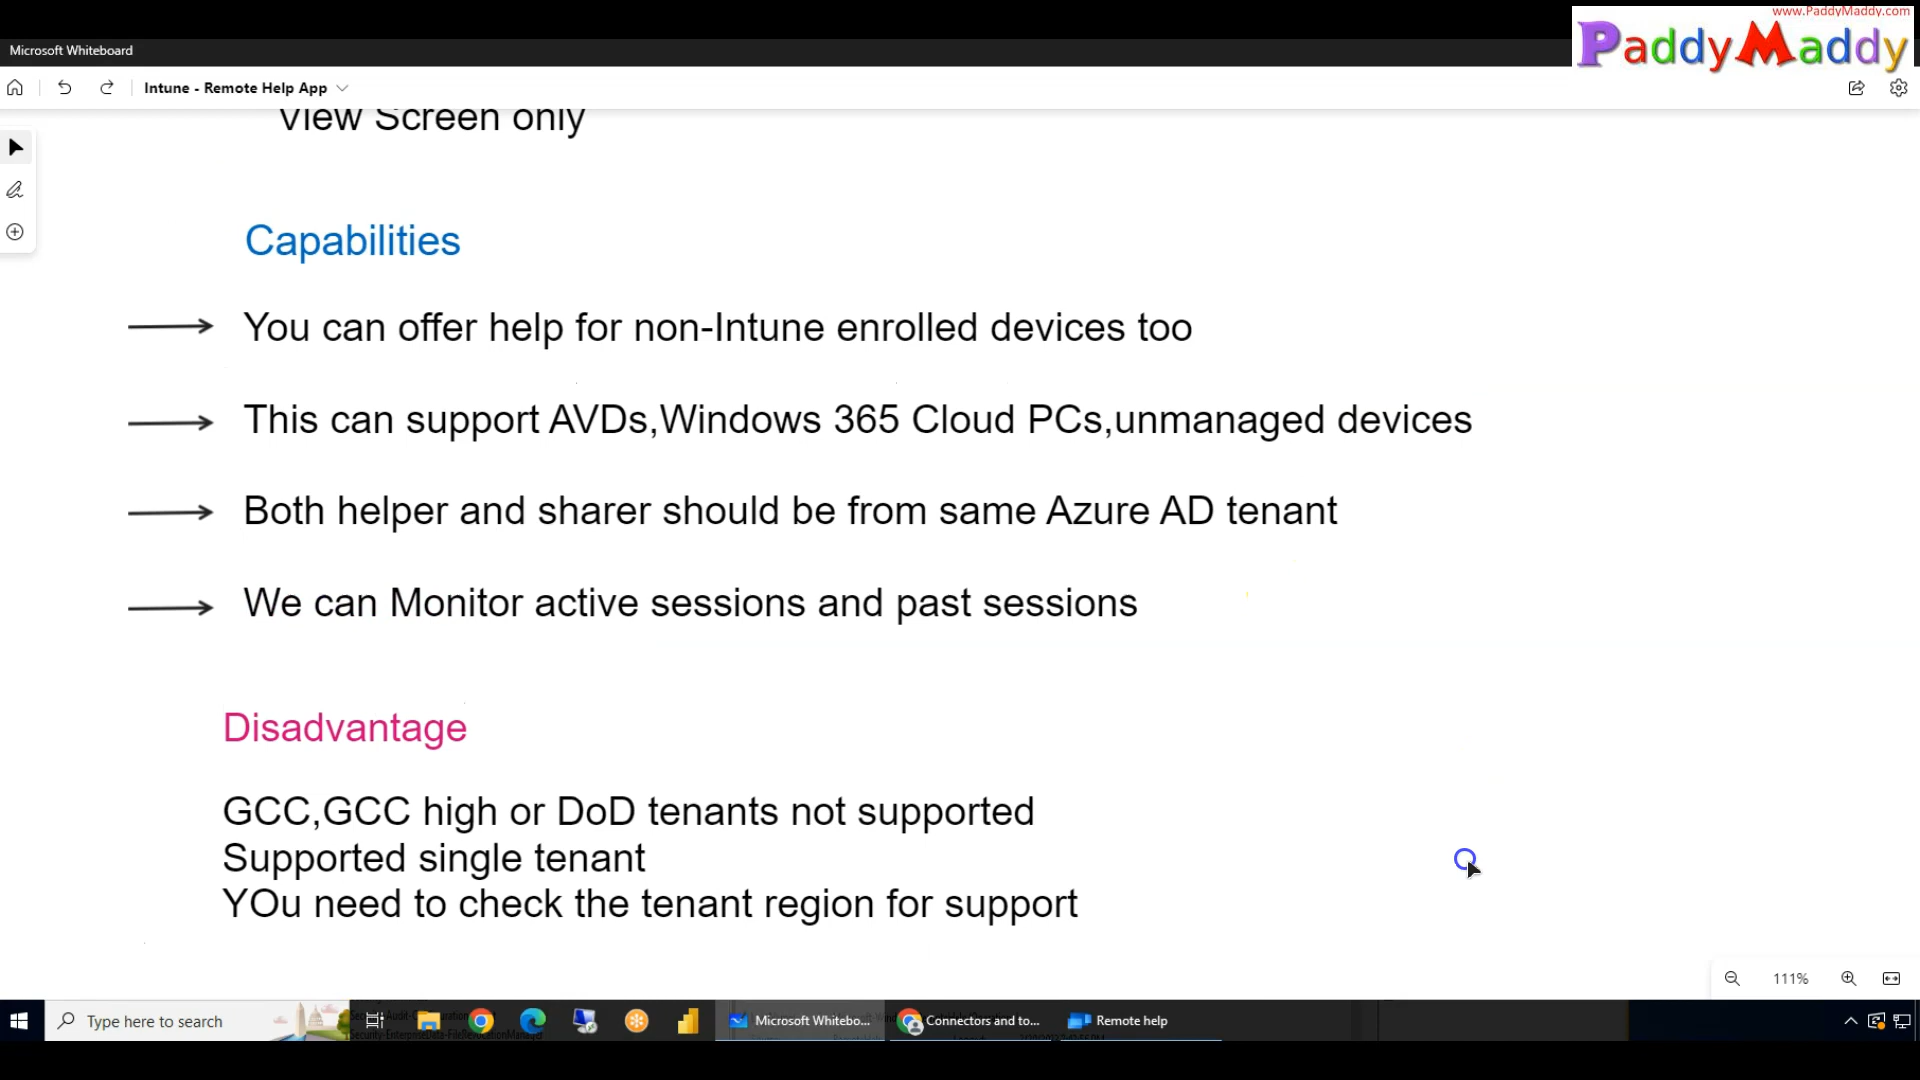 www.PaddyMaddy.com
PaddyMaddy
Microsoft Whiteboard
Intune - Remote Help App
View Screen only
Capabilities
You can offer help for non-Intune enrolled devices too
This can support AVDs,Windows 365 Cloud PCs,unmanaged devices
Both helper and sharer should be from same Azure AD tenant
We can Monitor active sessions and past sessions
Disadvantage
GCC,GCC high or DoD tenants not supported
Supported single tenant
YOu need to check the tenant region for support
111%
Type here to search
Microsoft Whitebo...
Connectors and to...
Remote help